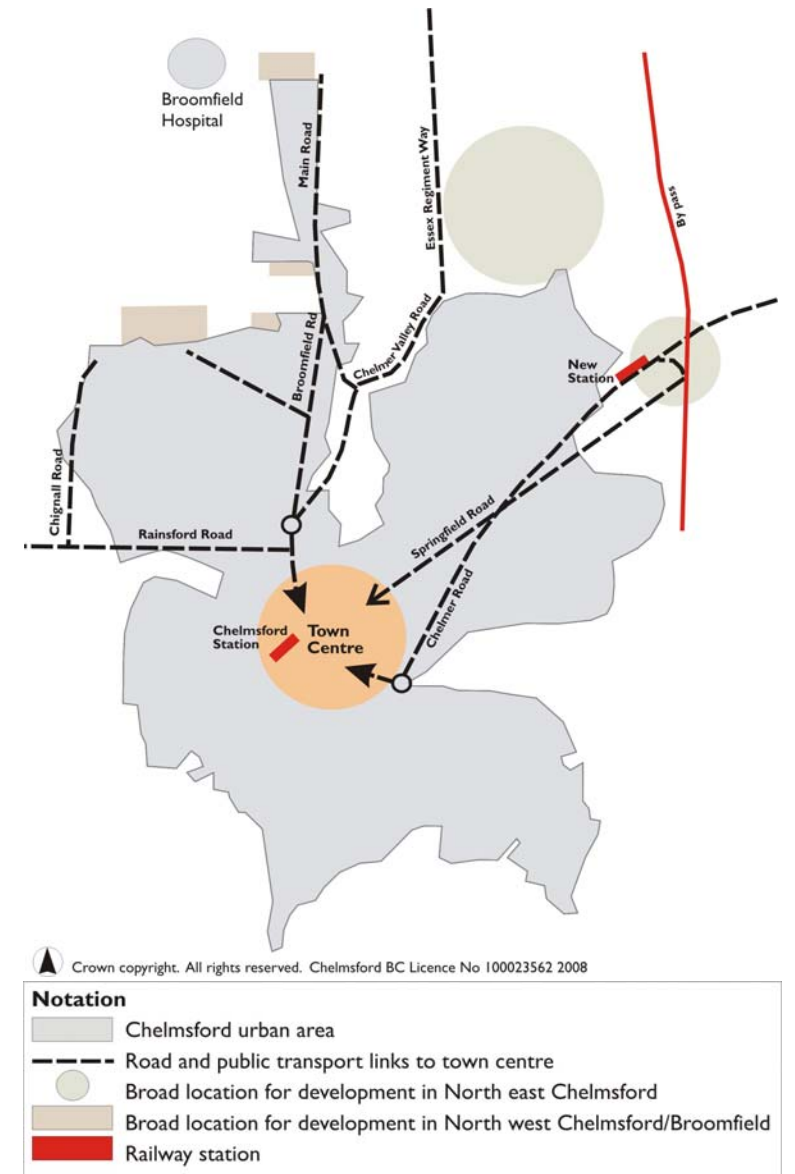 Broomfield
Hospital
Main Road
Essex Regiment Way
By pass
Chelmer Valley Road
Broomfield Rd
New
Station
Chignall Road
Rainsford Road
Springfield Road
Chelmer Road
Chelmsford
Station
Town
Centre
Crown copyright. All rights reserved. Chelmsford BC Licence No 100023562 2008
Notation
Chelmsford urban area
Road and public transport links to town centre
Broad location for development in North east Chelmsford
Broad location for development in North west Chelmsford/Broomfield
Railway station